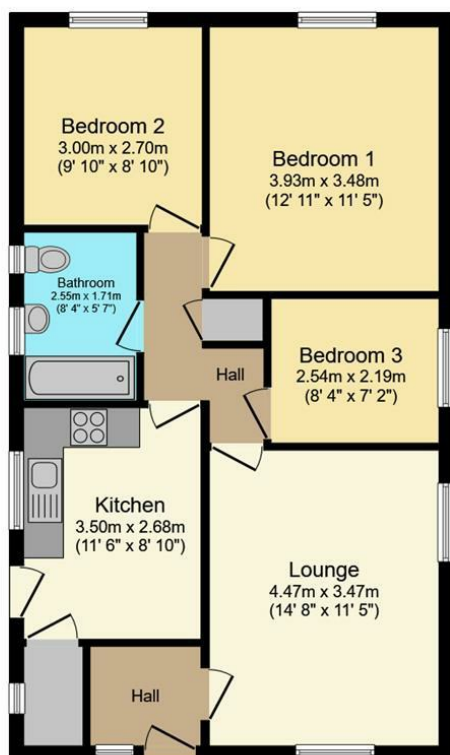 Bedroom 2
3.00m x 2.70m
(9' 10" x 8' 10")
Bedroom 1
3.93m x 3.48m
(12' 11" x 11' 5")
Bathroom
2.55m x 1.71m
(8' 4" x 5' 7")
Hall
Bedroom 3
2.54m x 2.19m
(8' 4" x 7' 2")
Kitchen
3.50m x 2.68m
(11' 6" x 8' 10")
Lounge
4.47m x 3.47m
(14' 8" x 11' 5")
Hall